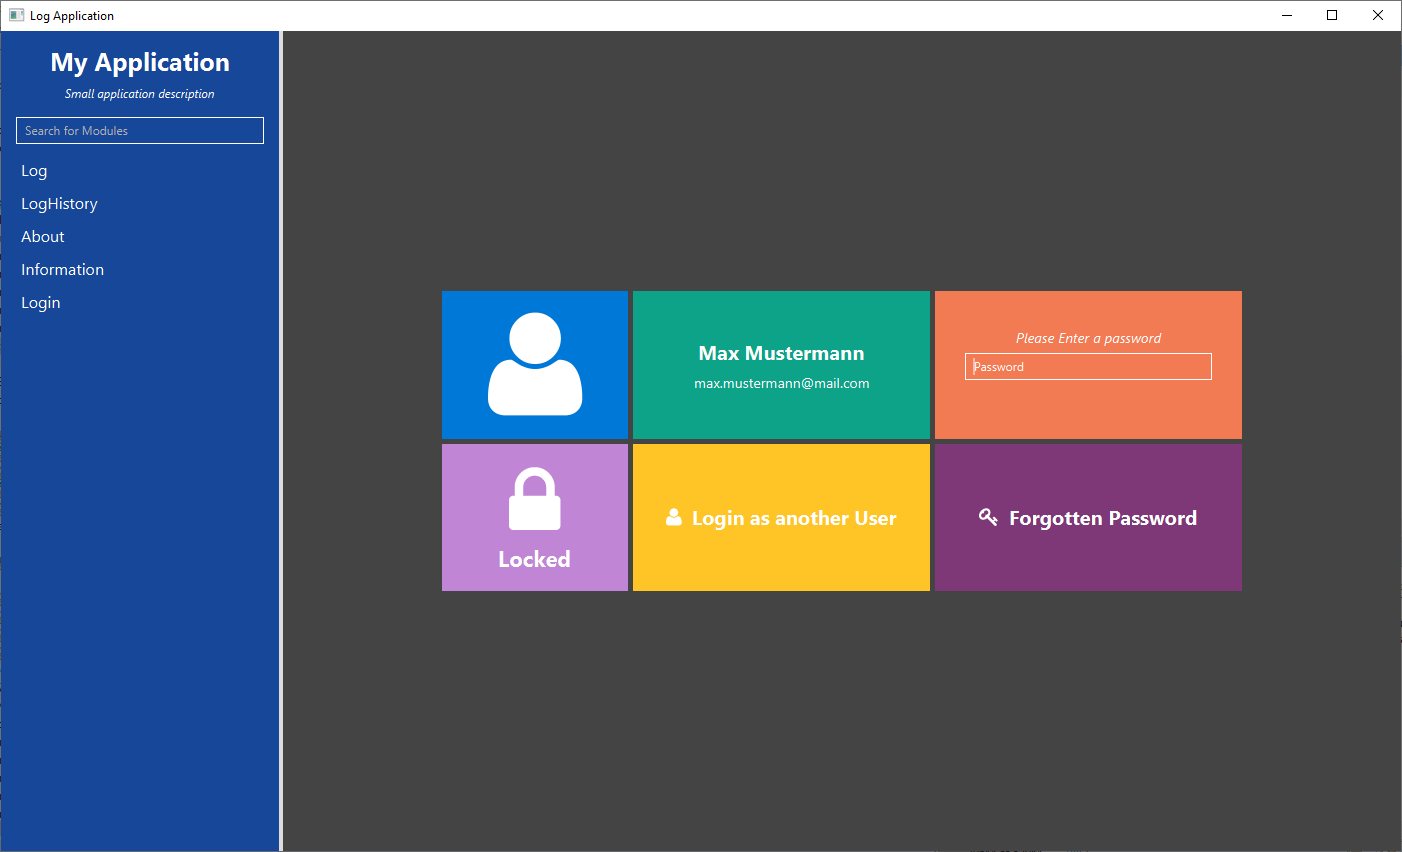 Log Application
My Application
Small application description
Search for Modules
Log
LogHistory
About
Information
Login
Max Mustermann
max.mustermann@mail.com
Please Enter a password
Password
Locked
Login as another User
Forgotten Password